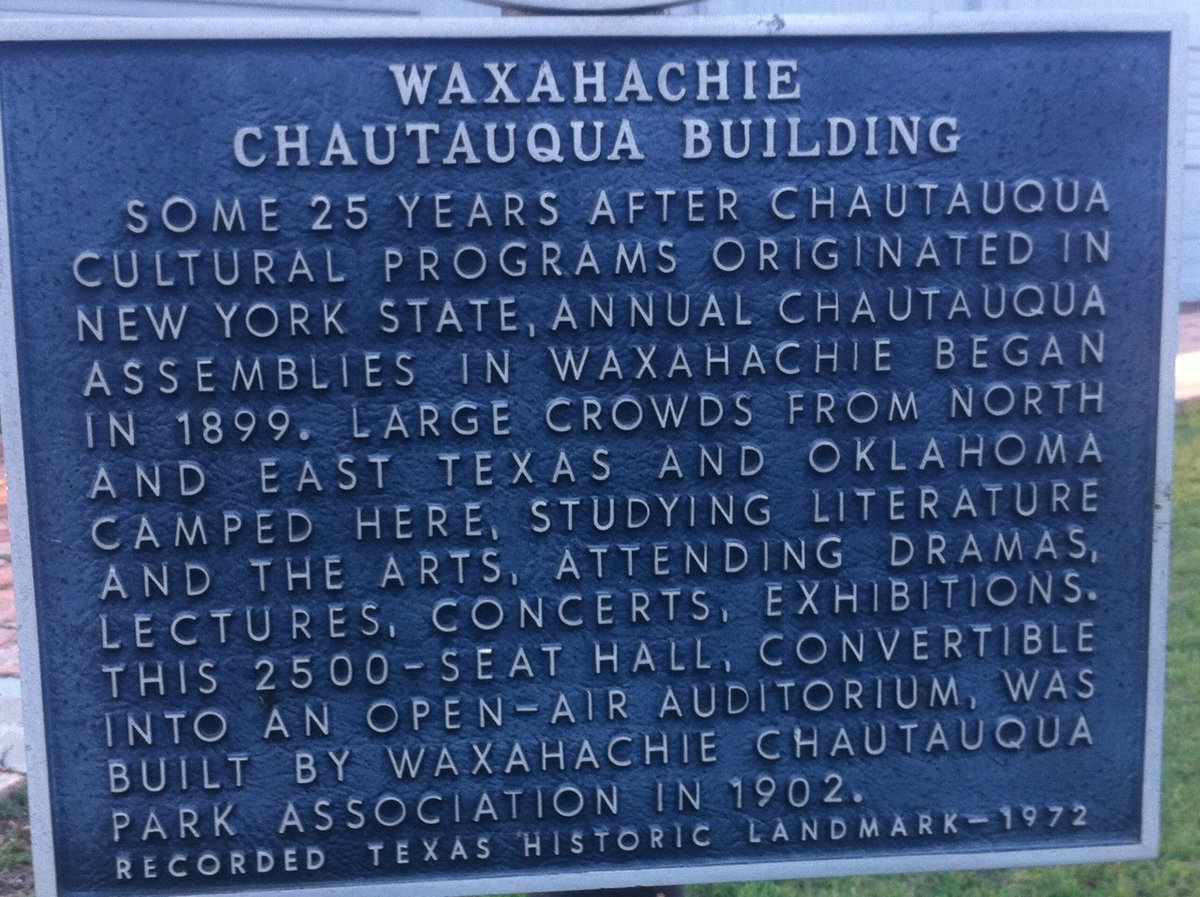 WAXAHACHIE
CHAUTAUQUA BUILDING
SOME 25 YEARS AFTER CHAUTAUQUA
CULTURAL PROGRAMS ORIGINATED IN
NEW YORK STATE, ANNUAL CHAUTAUQUA
ASSEMBLIES IN WAXAHACHIE BEGAN
IN 1899. LARGE CROWDS FROM NORTH
AND EAST TEXAS AND OKLAHOMA
CAMPED HERE, STUDYING LITERATURE
AND THE ARTS, ATTENDING DRAMAS,
LECTURES, CONCERTS, EXHIBITIONS.
THIS 2500-SEAT HALL, CONVERTIBLE
INTO AN OPEN-AIR AUDITORIUM, WAS
BUILT BY WAXAHACHIE CHAUTAUQUA
PARK ASSOCIATION IN 1902.
RECORDED TEXAS HISTORIC LANDMARK-1972